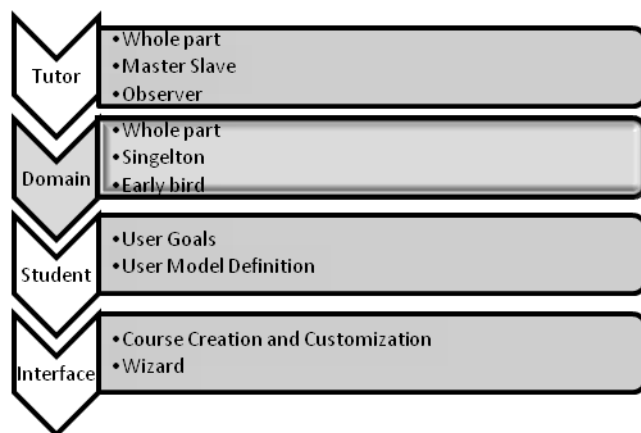 Tutor
•Whole part
•Master Slave
•Observer
Domain
•Whole part
•Singelton
•Early bird
Student
•User Goals
•User Model Definition
Interface
•Course Creation and Customization
•Wizard